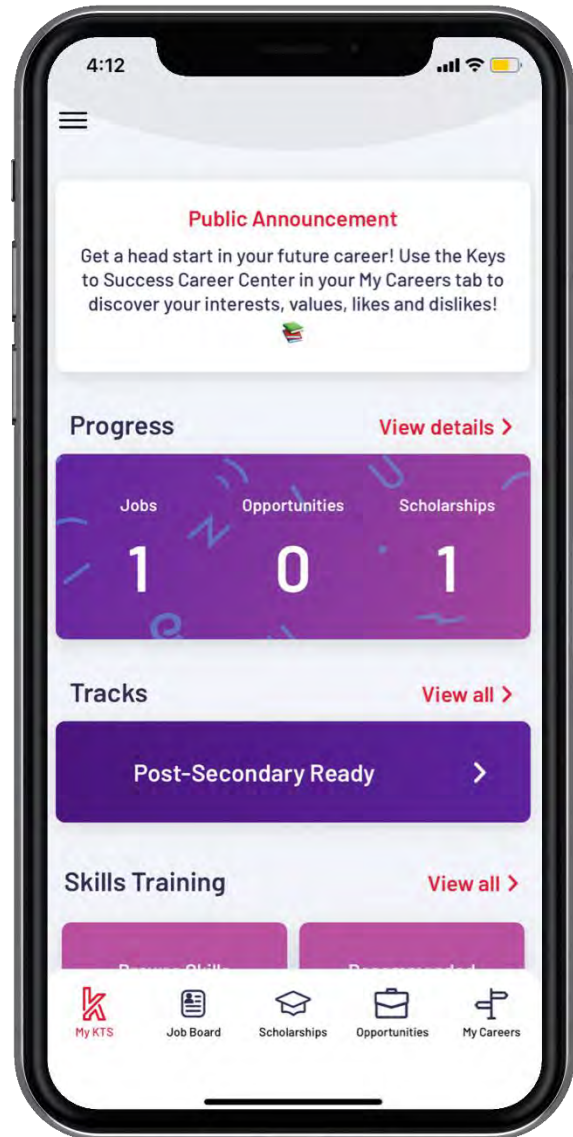 4:12
Public Announcement
Get a head start in your future career! Use the Keys
to Success Career Center in your My Careers tab to
discover your interests, values, likes and dislikes!
Progress
View details >
Jobs
Opportunities
Scholarships
1
0
1
Tracks
View all >
Post-Secondary Ready >
Skills Training
View all >
Browse Skills
Recommended
My KTS
Job Board
Scholarships
Opportunities
My Careers